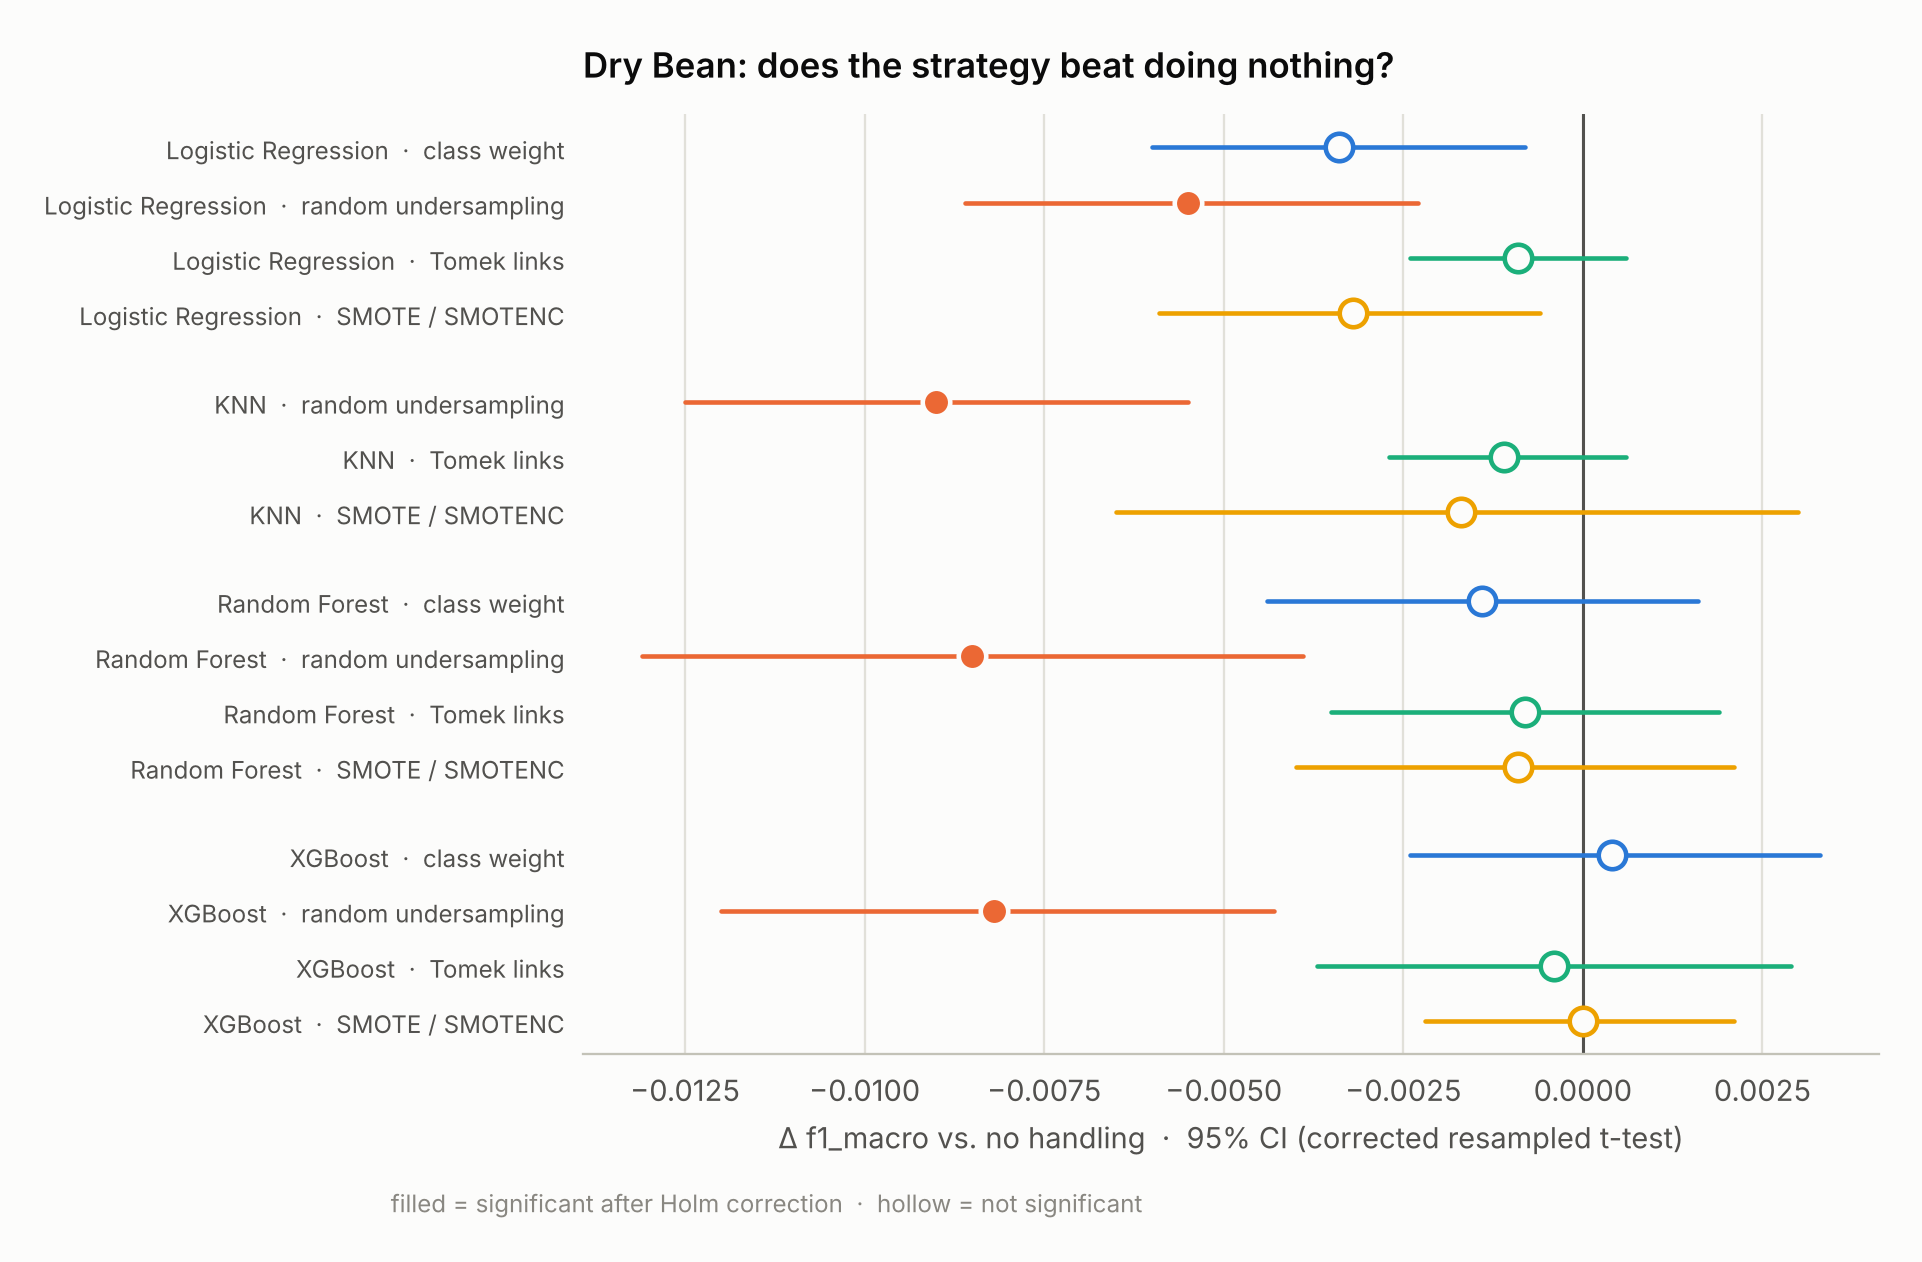 Dry Bean: does the strategy beat doing nothing?
Logistic Regression · class weight
Logistic Regression · random undersampling
Logistic Regression · Tomek links
Logistic Regression · SMOTE / SMOTENC
KNN · random undersampling
KNN · Tomek links
KNN · SMOTE / SMOTENC
Random Forest · class weight
Random Forest · random undersampling
Random Forest · Tomek links
Random Forest · SMOTE / SMOTENC
XGBoost · class weight
XGBoost · random undersampling
XGBoost · Tomek links
XGBoost · SMOTE / SMOTENC
−0.0125 −0.0100 −0.0075 −0.0050 −0.0025 0.0000 0.0025
Δ f1_macro vs. no handling · 95% CI (corrected resampled t-test)
filled = significant after Holm correction · hollow = not significant